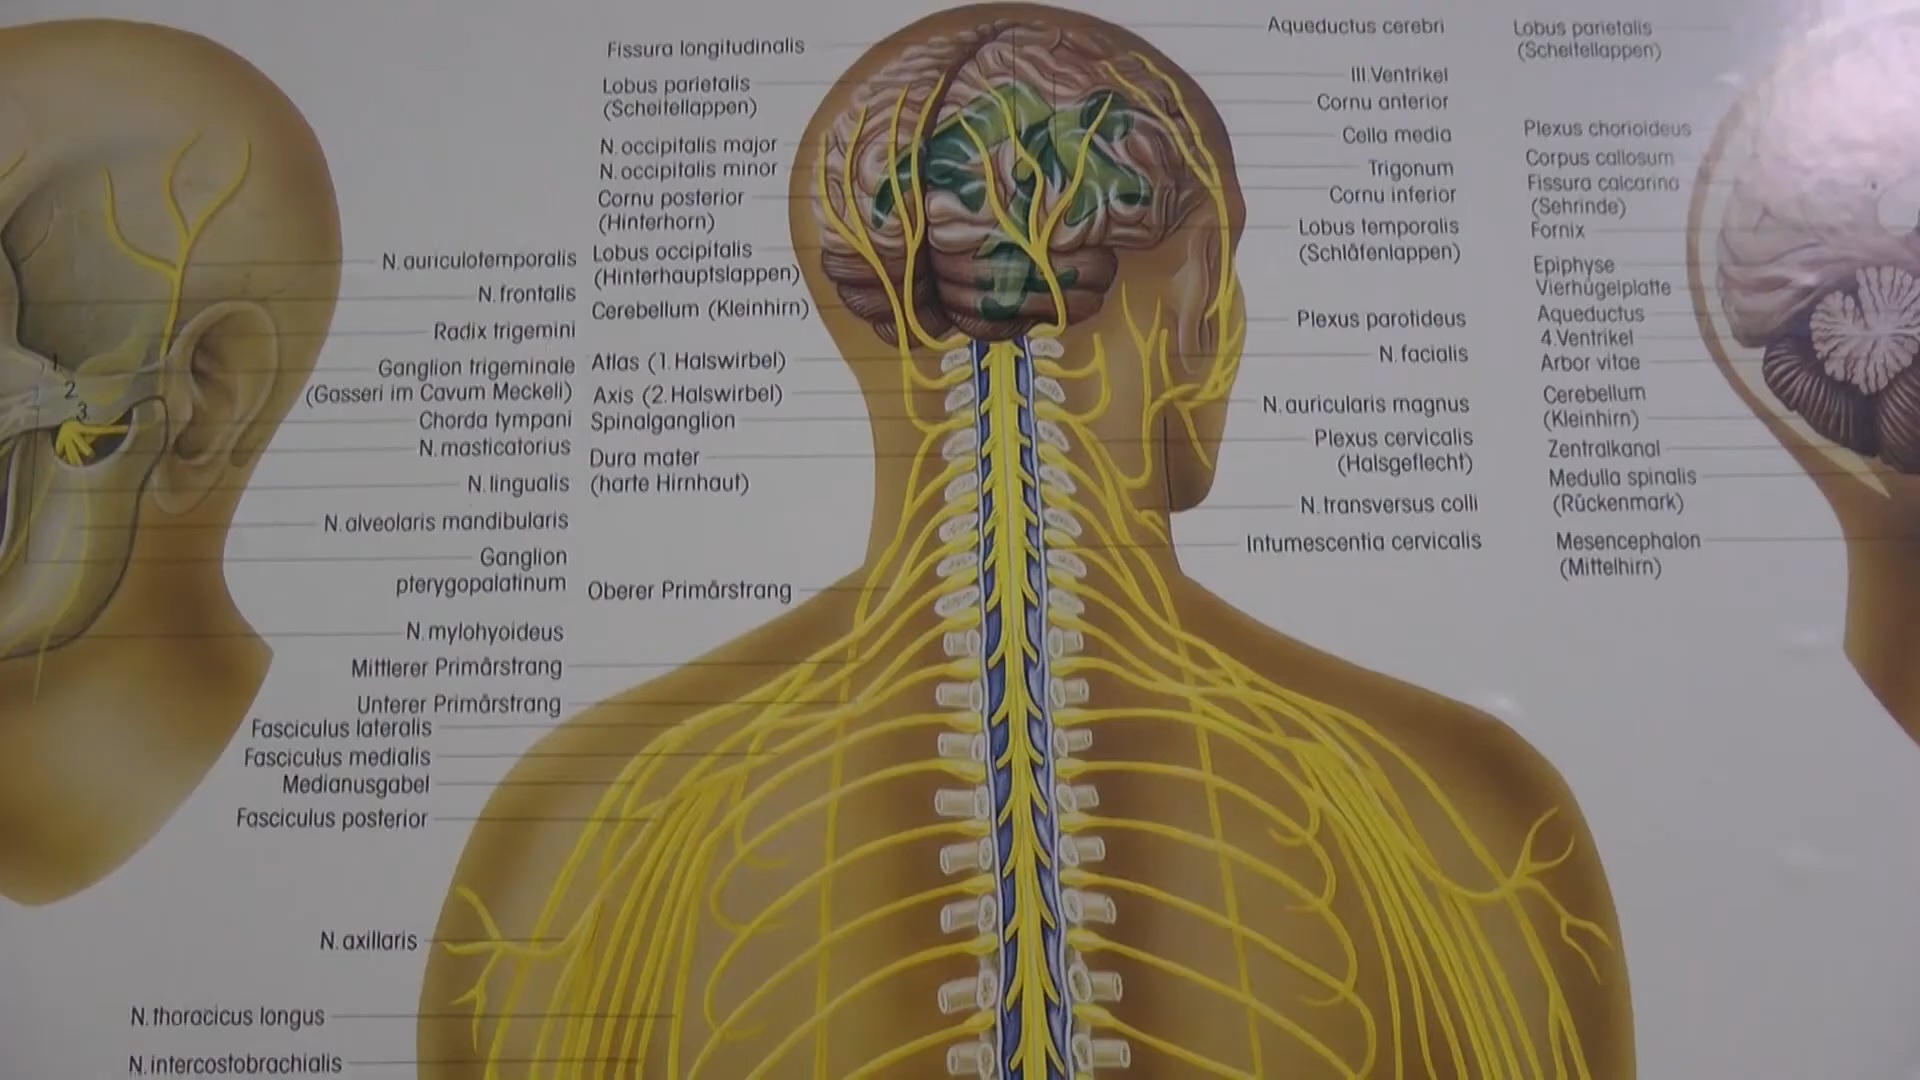 N. auriculotemporalis
N. frontalis
Radix trigemini
Ganglion trigeminale
(Gasseri im Cavum Meckeli)
Chorda tympani
N. masticatorius
N. lingualis
N. alveolaris mandibularis
Ganglion
pterygopalatinum
N. mylohyoideus
Mittlerer Primårstrang
Unterer Primårstrang
Fasciculus lateralis
Fasciculus medialis
Medianusgabel
Fasciculus posterior
N. axillaris
N. thoracicus longus
N. intercostobrachialis
1.
2.
3.
Fissura longitudinalis
Lobus parietalis
(Scheitellappen)
N. occipitalis major
N. occipitalis minor
Cornu posterior
(Hinterhorn)
Lobus occipitalis
(Hinterhauptslappen)
Cerebellum (Kleinhirn)
Atlas (1. Halswirbel)
Axis (2. Halswirbel)
Spinalganglion
Dura mater
(harte Hirnhaut)
Oberer Primårstrang
Aqueductus cerebri
III. Ventrikel
Cornu anterior
Cella media
Trigonum
Cornu inferior
Lobus temporalis
(Schlåfenlappen)
Plexus parotideus
N. facialis
N. auricularis magnus
Plexus cervicalis
(Halsgeflecht)
N. transversus colli
Intumescentia cervicalis
Lobus parietalis
(Scheitellappen)
Plexus chorioideus
Corpus callosum
Fissura calcarina
(Sehrinde)
Fornix
Epiphyse
Vierhügelplatte
Aqueductus
4. Ventrikel
Arbor vitae
Cerebellum
(Kleinhirn)
Zentralkanal
Medulla spinalis
(Rückenmark)
Mesencephalon
(Mittelhirn)